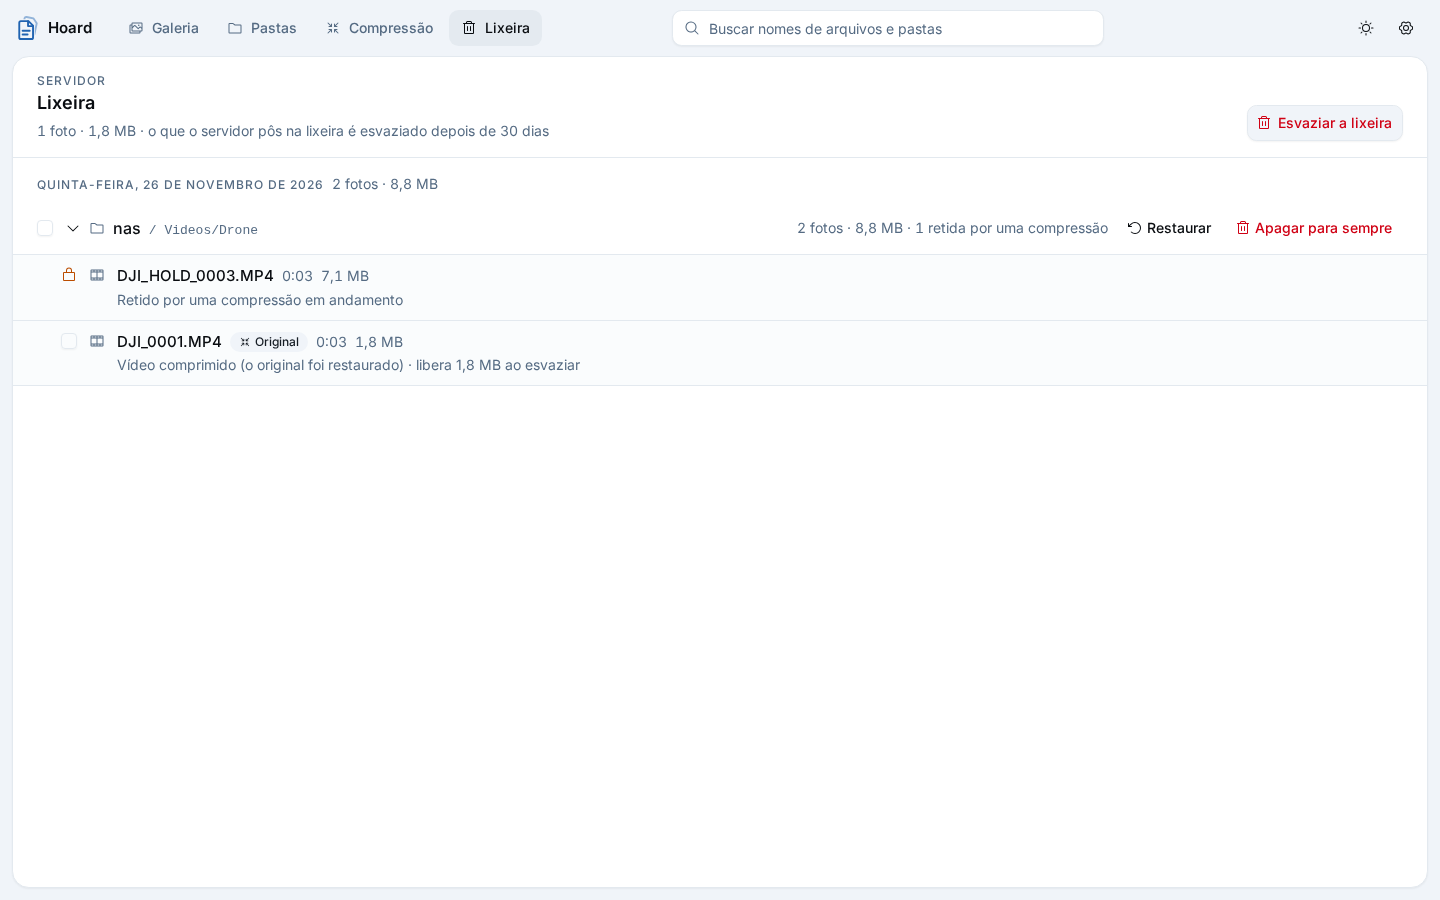 Hoard
Galeria
Pastas
Compressão
Lixeira
Buscar nomes de arquivos e pastas
SERVIDOR
Lixeira
1 foto · 1,8 MB · o que o servidor pôs na lixeira é esvaziado depois de 30 dias
Esvaziar a lixeira
QUINTA-FEIRA, 26 DE NOVEMBRO DE 2026 2 fotos · 8,8 MB
nas / Videos/Drone
2 fotos · 8,8 MB · 1 retida por uma compressão
Restaurar
Apagar para sempre
DJI_HOLD_0003.MP4 0:03 7,1 MB
Retido por uma compressão em andamento
DJI_0001.MP4 Original 0:03 1,8 MB
Vídeo comprimido (o original foi restaurado) · libera 1,8 MB ao esvaziar